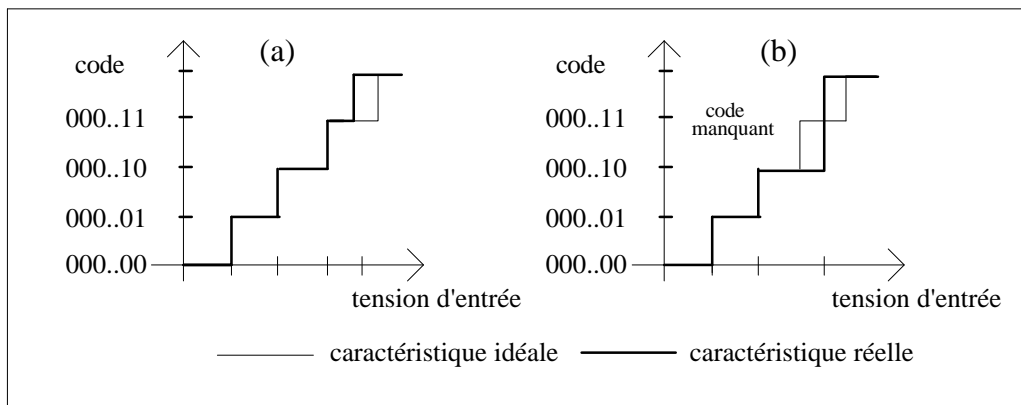 (a)
code
000..11
000..10
000..01
000..00
tension d'entrée
(b)
code
code
manquant
000..11
000..10
000..01
000..00
tension d'entrée
caractéristique idéale
caractéristique réelle